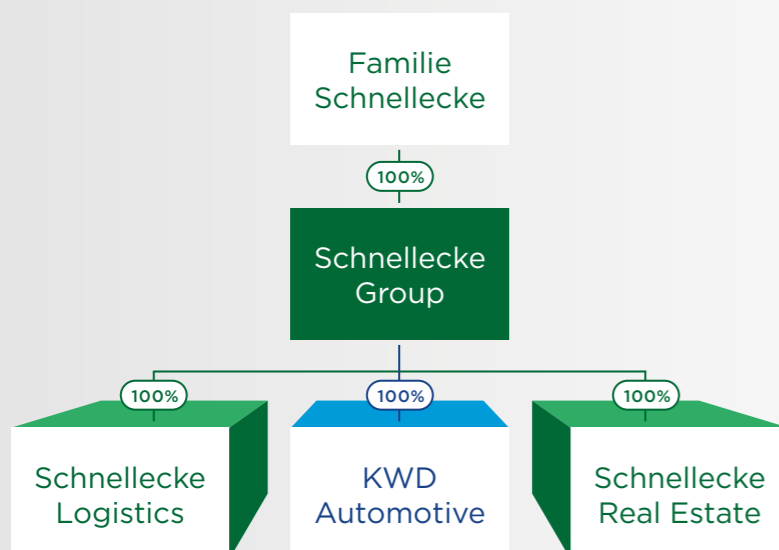 Familie
Schnellecke
100%
Schnellecke
Group
100%
100%
100%
Schnellecke
Logistics
KWD
Automotive
Schnellecke
Real Estate